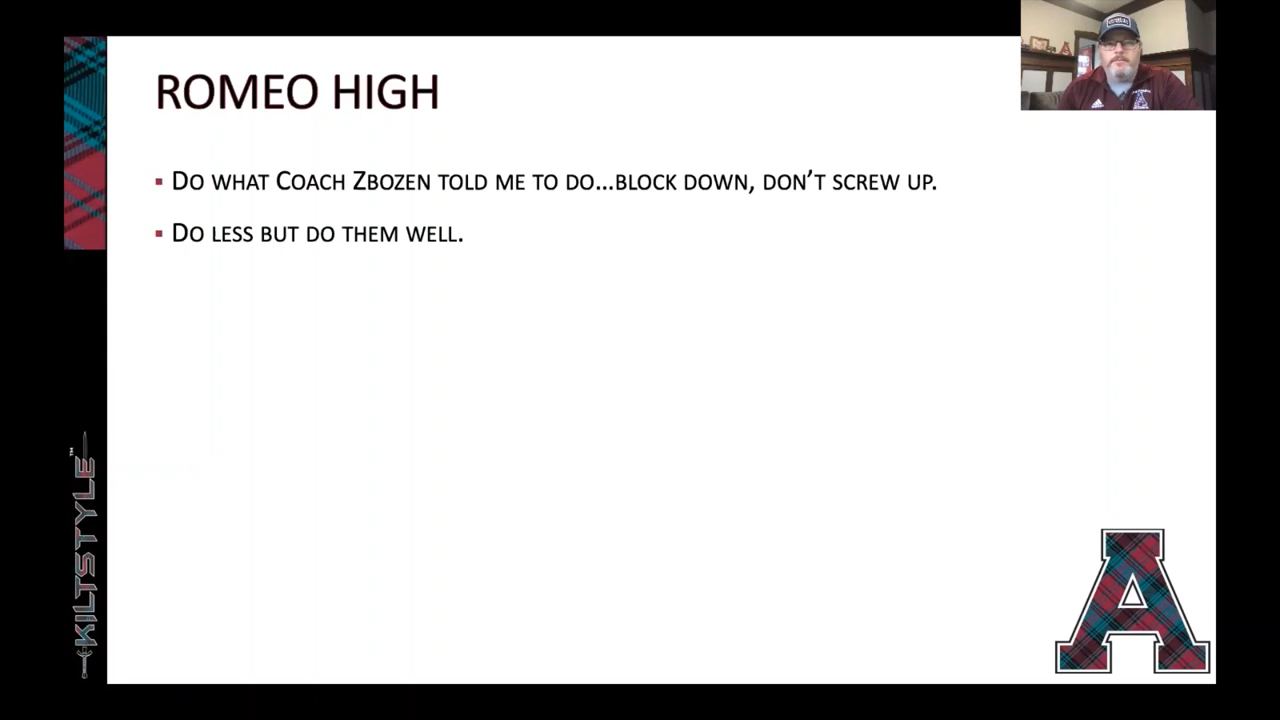 ROMEO HIGH
DO WHAT COACH ZBOZEN TOLD ME TO DO...BLOCK DOWN, DON'T SCREW UP.
DO LESS BUT DO THEM WELL.
KILTSTYLE™
A